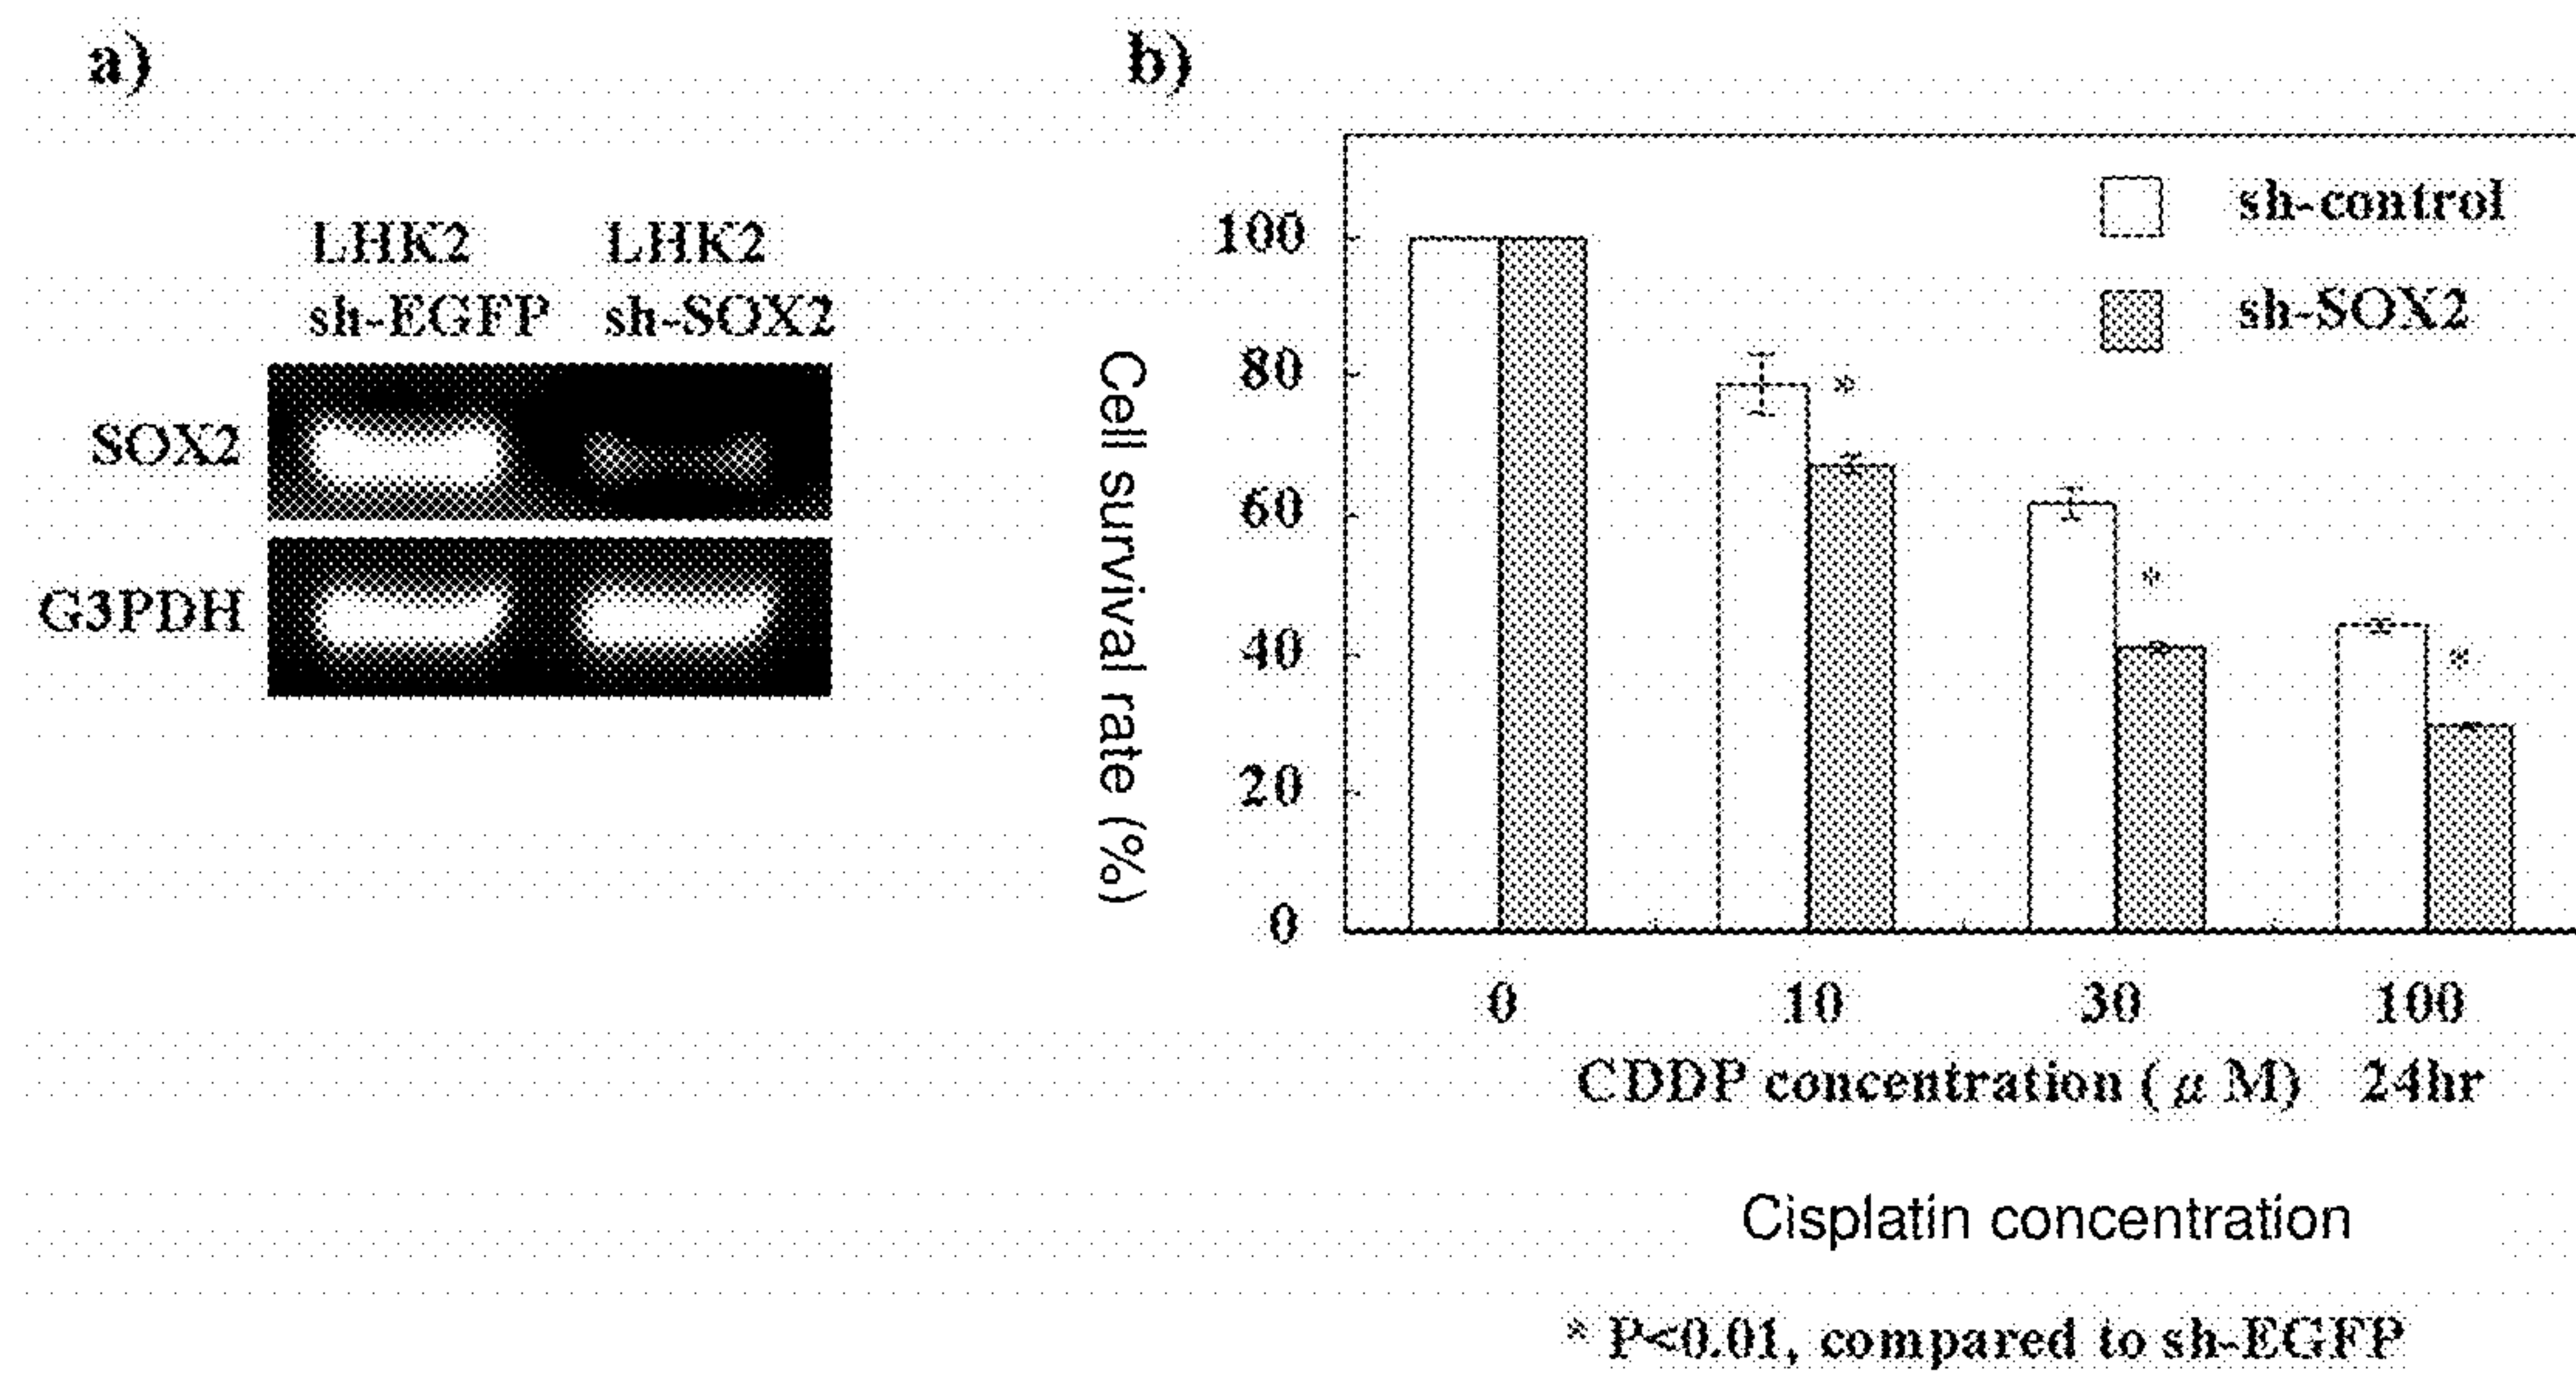 a)
LHK2 LHK2
sh-EGFP sh-SOX2
SOX2
G3PDH
b)
sh-control
sh-SOX2
Cell survival rate (%)
100
80
60
40
20
0
* * *
0 10 30 100
CDDP concentration (μM) 24hr
Cisplatin concentration
* P<0.01, compared to sh-EGFP